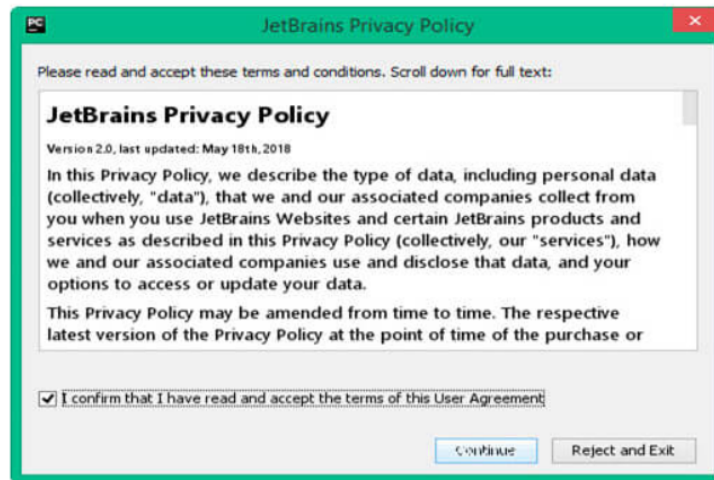 PC
JetBrains Privacy Policy
Please read and accept these terms and conditions. Scroll down for full text:
JetBrains Privacy Policy
Version 2.0, last updated: May 18th, 2018
In this Privacy Policy, we describe the type of data, including personal data
(collectively, "data"), that we and our associated companies collect from
you when you use JetBrains Websites and certain JetBrains products and
services as described in this Privacy Policy (collectively, our "services"), how
we and our associated companies use and disclose that data, and your
options to access or update your data.
This Privacy Policy may be amended from time to time. The respective
latest version of the Privacy Policy at the point of time of the purchase or
I confirm that I have read and accept the terms of this User Agreement
Continue Reject and Exit